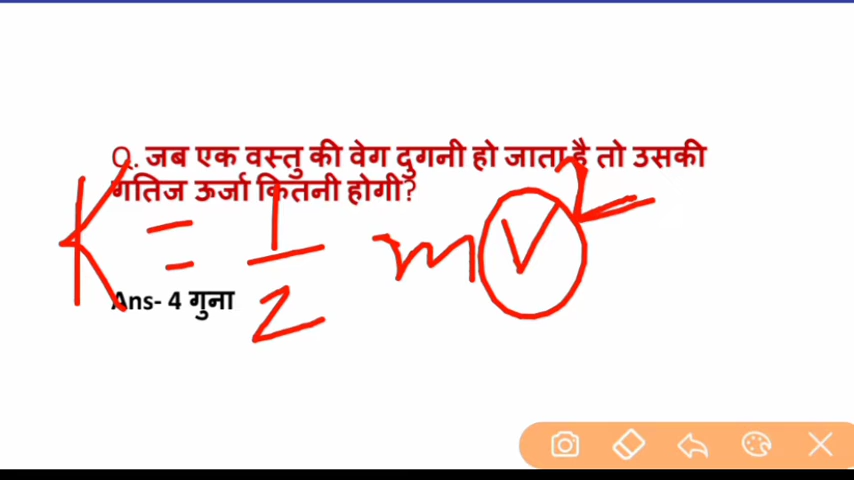 Q. जब एक वस्तु की वेग दुगनी हो जाता है तो उसकी
गतिज ऊर्जा कितनी होगी?
K = 1/2 mv²
Ans- 4 गुना